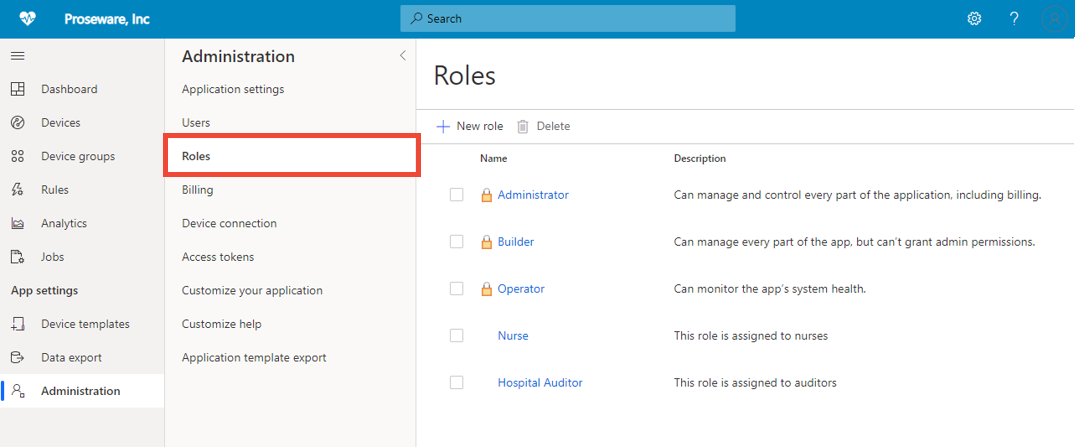 Proseware, Inc
Search
?
Dashboard
Devices
Device groups
Rules
Analytics
Jobs
App settings
Device templates
Data export
Administration
Administration
Application settings
Users
Roles
Billing
Device connection
Access tokens
Customize your application
Customize help
Application template export
Roles
New role Delete
Name Description
Administrator Can manage and control every part of the application, including billing.
Builder Can manage every part of the app, but can't grant admin permissions.
Operator Can monitor the app's system health.
Nurse This role is assigned to nurses
Hospital Auditor This role is assigned to auditors